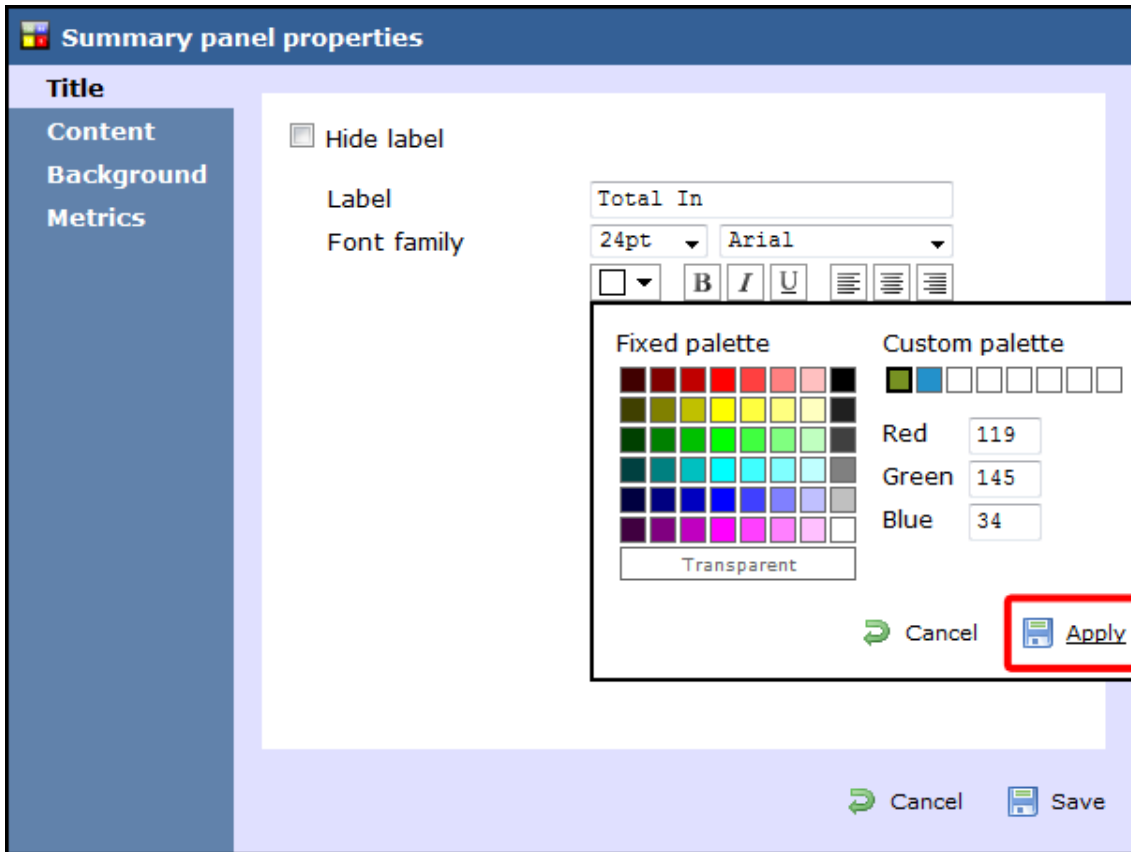 Summary panel properties
Title
Content
Background
Metrics
Hide label
Label Total In
Font family 24pt Arial
B I U
Fixed palette Custom palette
Red 119
Green 145
Blue 34
Transparent
Cancel Apply
Cancel Save